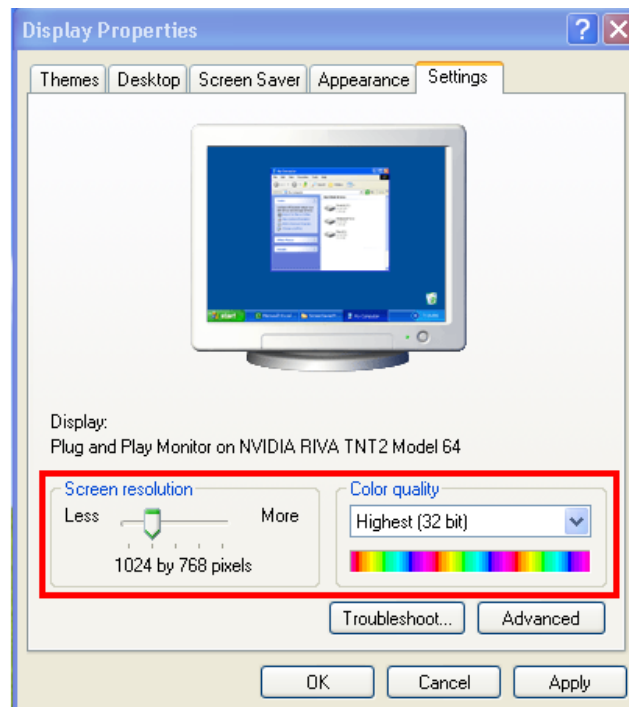 Display Properties
Themes Desktop Screen Saver Appearance Settings
start
Display:
Plug and Play Monitor on NVIDIA RIVA TNT2 Model 64
Screen resolution
Color quality
Less More
Highest (32 bit)
1024 by 768 pixels
Troubleshoot... Advanced
OK Cancel Apply